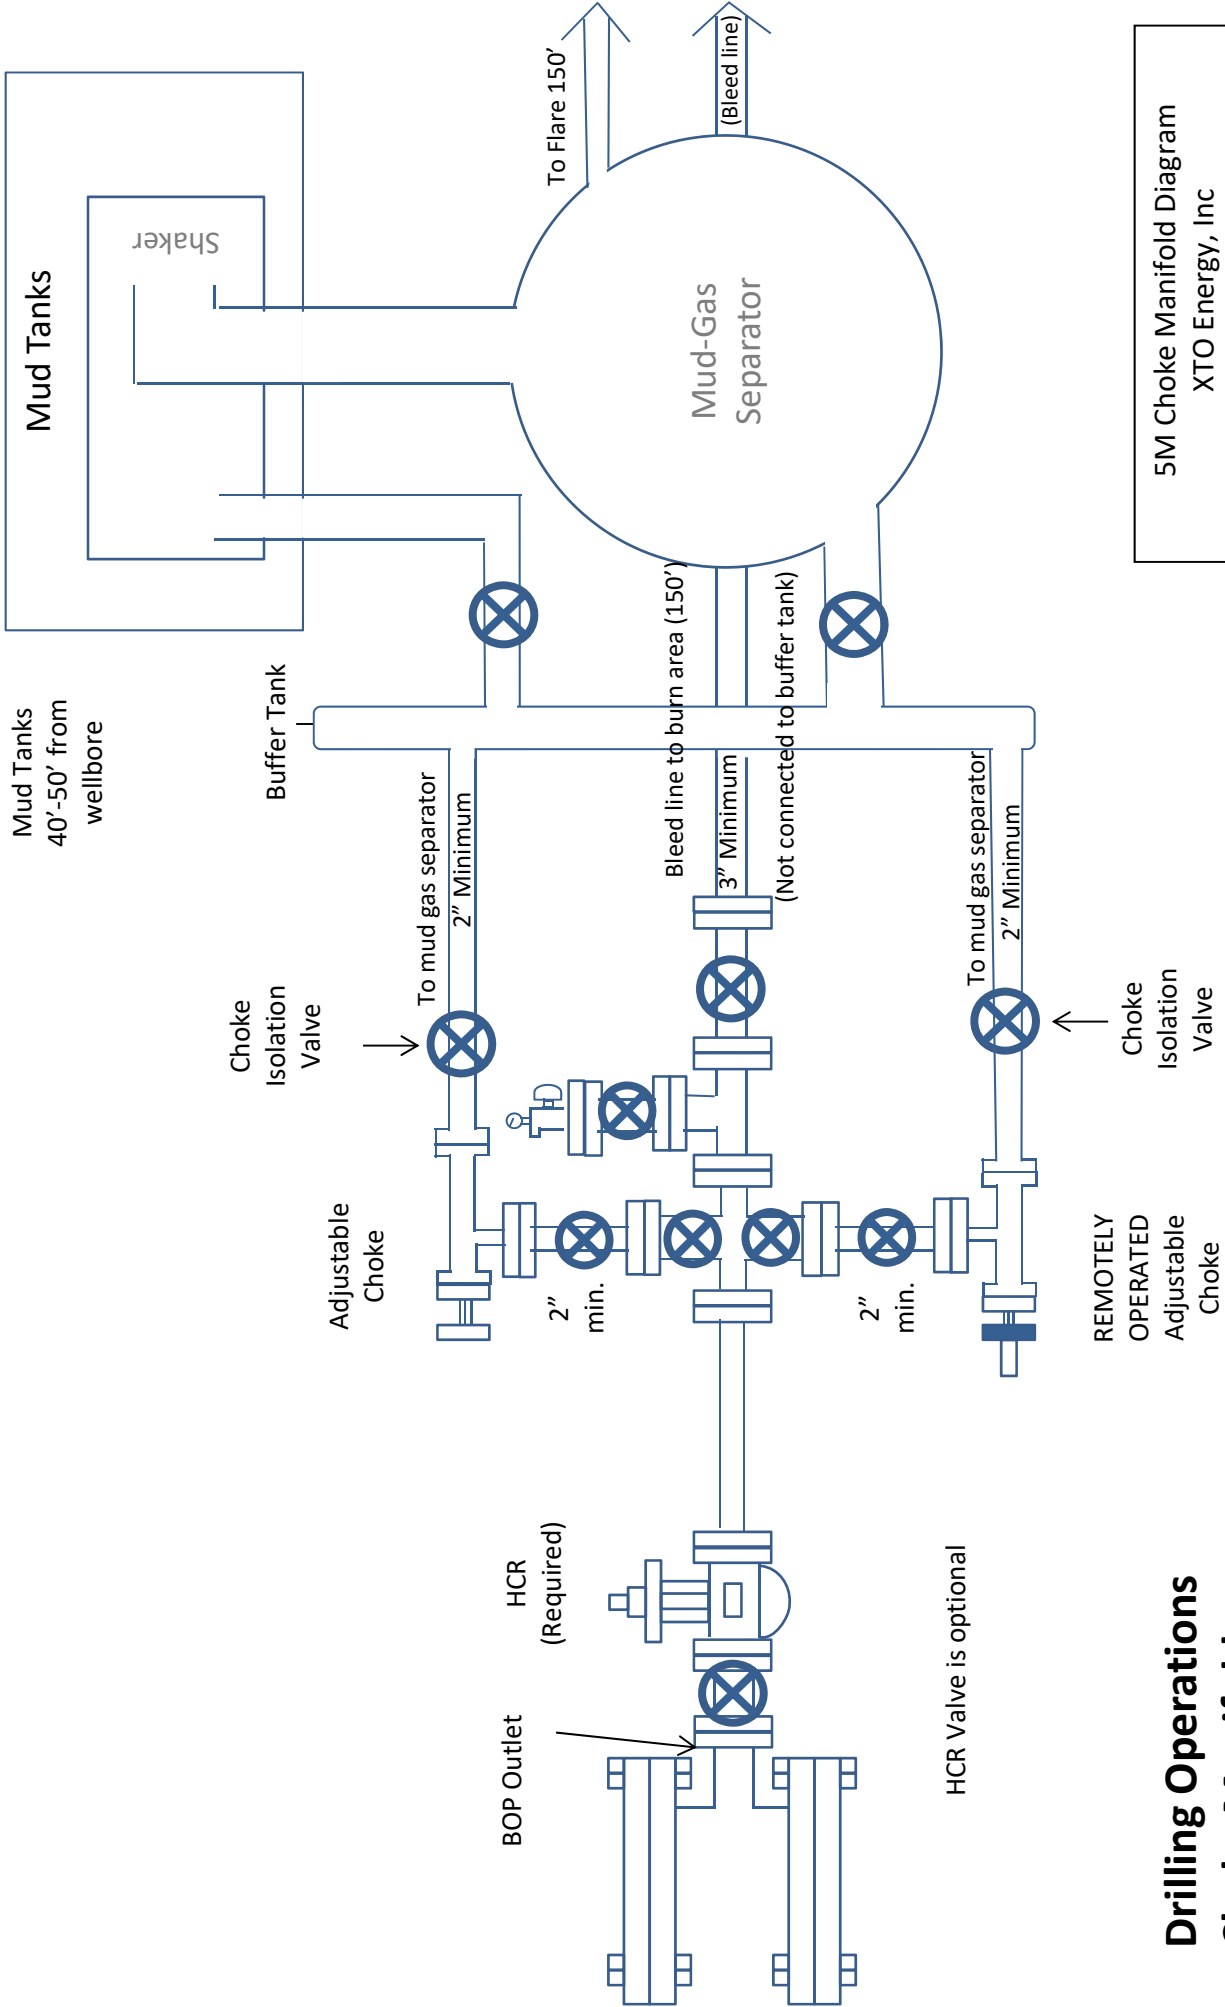 Mud Tanks
40'-50' from
wellbore
Mud Tanks
Shaker
Buffer Tank
Choke
Isolation
Valve
Adjustable
Choke
To mud gas separator
2" Minimum
BOP Outlet
HCR
(Required)
2"
min.
To Flare 150'
Bleed line to burn area (150')
3" Minimum
(Not connected to buffer tank)
(Bleed line)
Mud-Gas
Separator
2"
min.
HCR Valve is optional
To mud gas separator
2" Minimum
REMOTELY
OPERATED
Adjustable
Choke
Choke
Isolation
Valve
5M Choke Manifold Diagram
XTO Energy, Inc
Drilling Operations